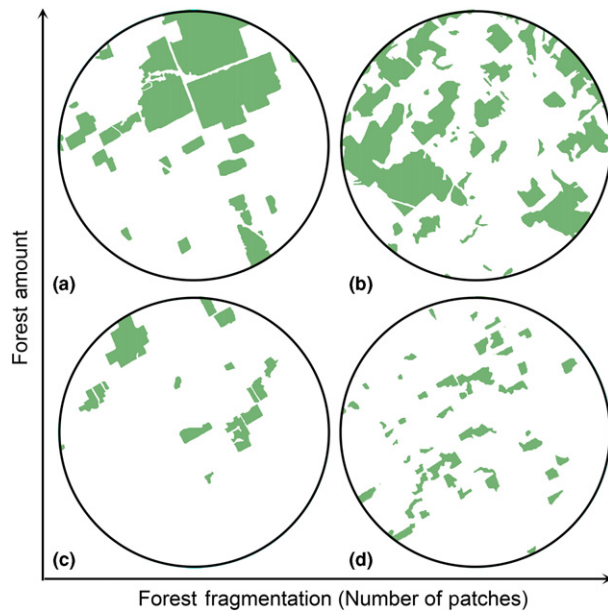 Forest amount
(a)
(b)
(c)
(d)
Forest fragmentation (Number of patches)